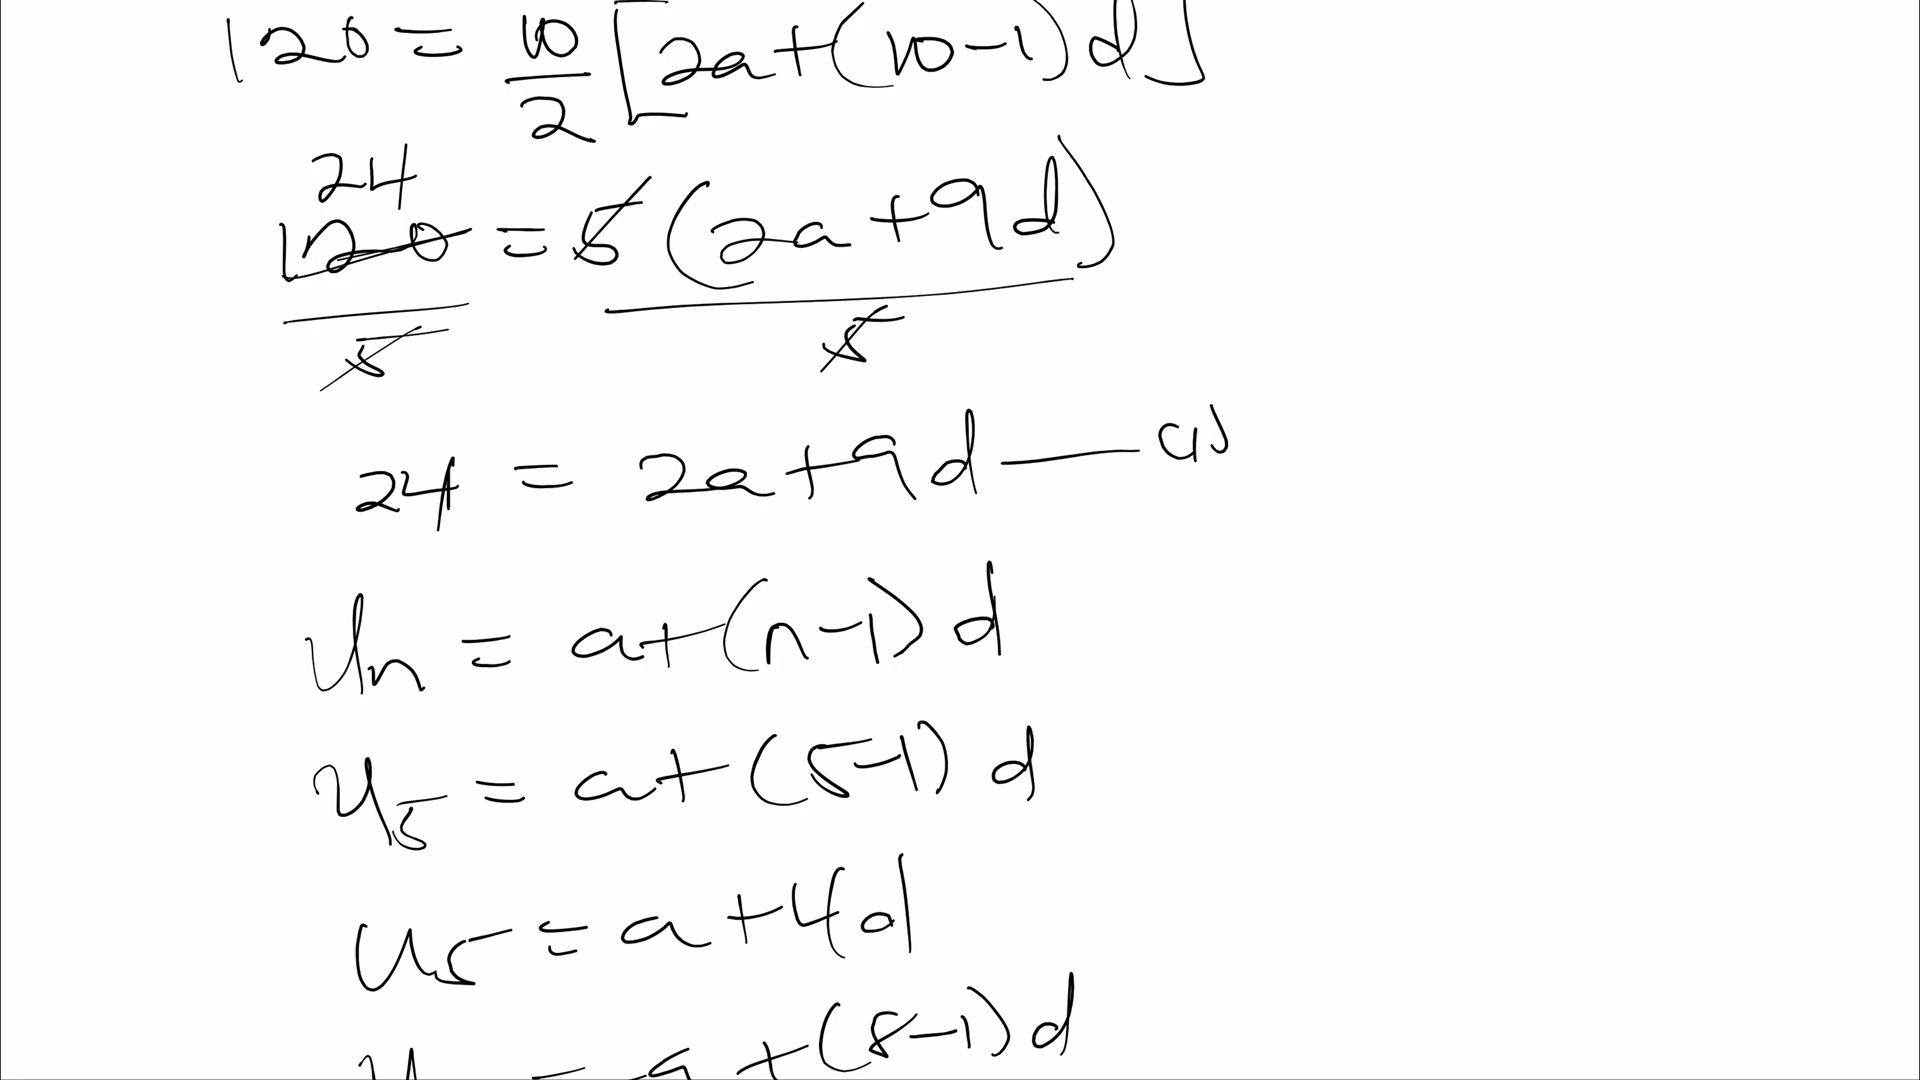 120 = 10/2 [2a+(10-1)d]
24
120 = 5 (2a+9d)
5 5
24 = 2a+9d — (1)
Un = a+(n-1)d
U5 = a+(5-1)d
U5 = a+4d
= a+(8-1)d